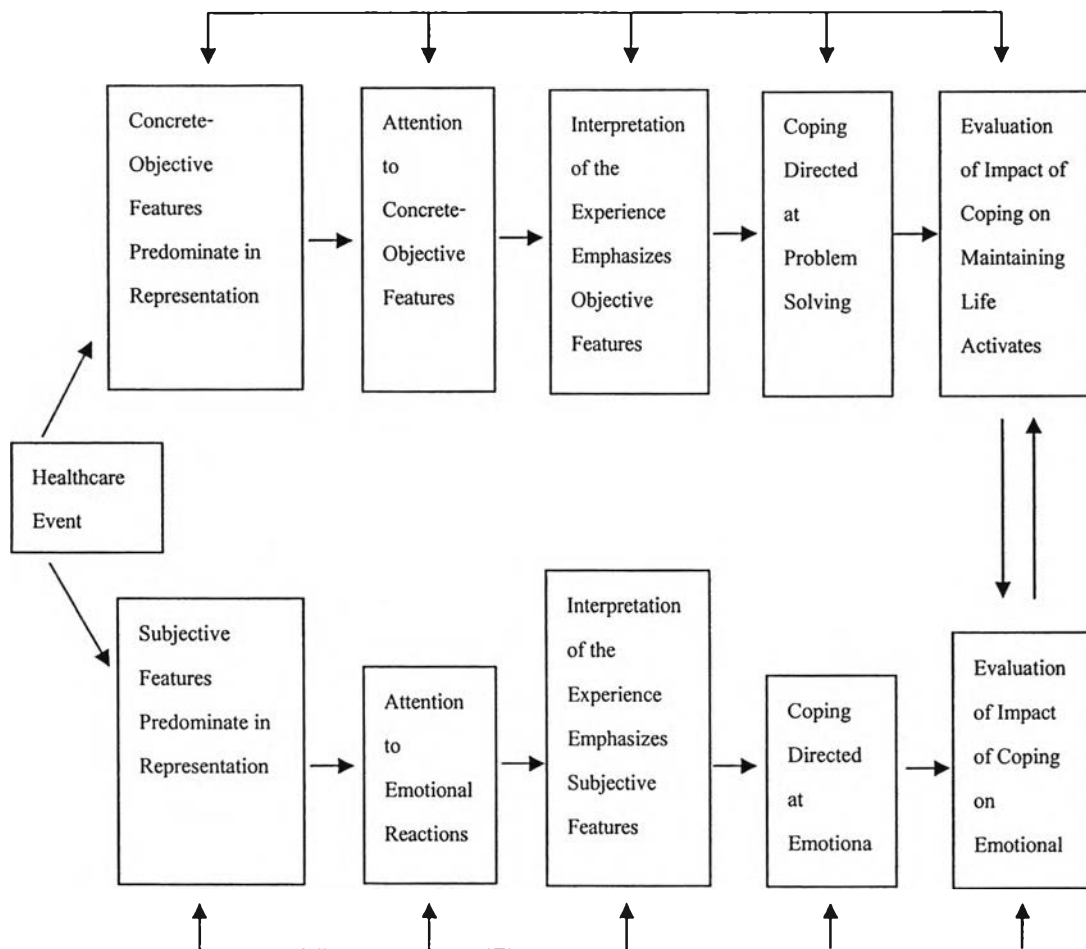 Concrete-
Objective
Features
Predominate in
Representation
Attention
to
Concrete-
Objective
Features
Interpretation
of the
Experience
Emphasizes
Objective
Features
Coping
Directed
at
Problem
Solving
Evaluation
of Impact of
Coping on
Maintaining
Life
Activates
Healthcare
Event
Subjective
Features
Predominate in
Representation
Attention
to
Emotional
Reactions
Interpretation
of the
Experience
Emphasizes
Subjective
Features
Coping
Directed
at
Emotiona
Evaluation
of Impact
of Coping
on
Emotional